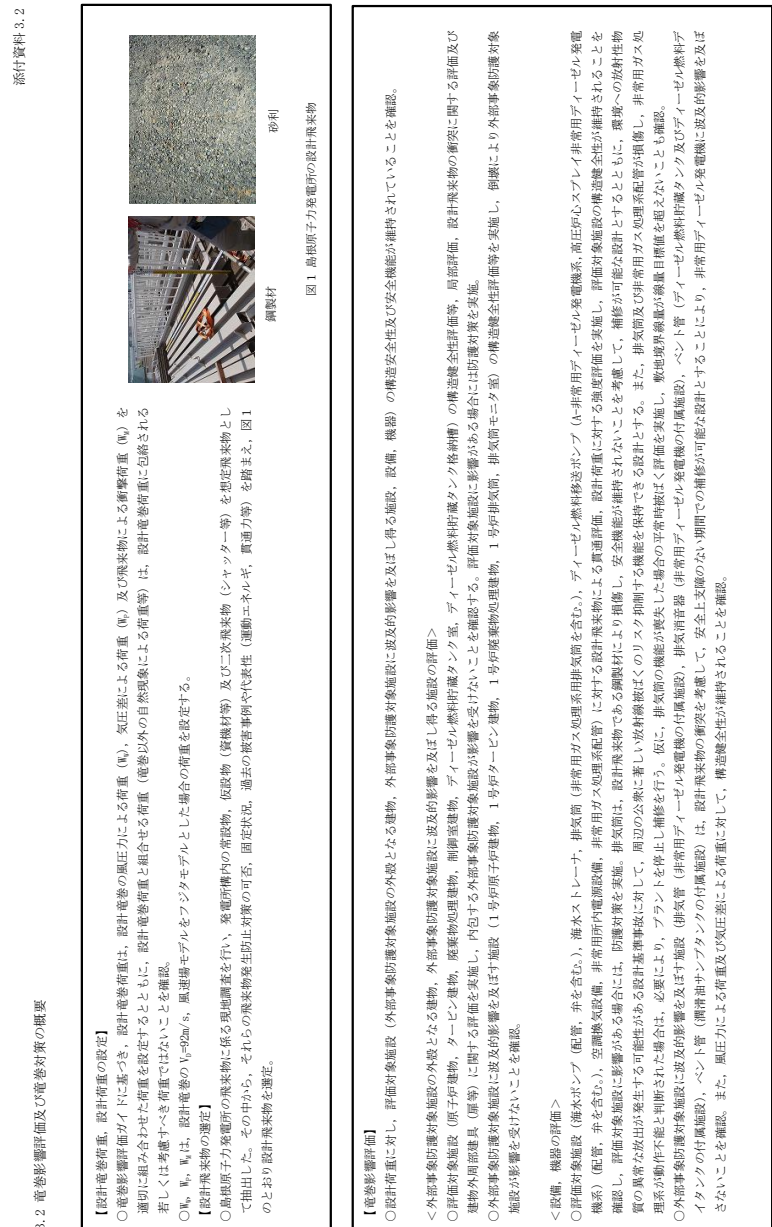 添付資料 3.2
3.2 竜巻影響評価及び竜巻対策の概要
【設計竜巻荷重，設計荷重の設定】
○竜巻影響評価ガイドに基づき，設計竜巻荷重は，設計竜巻の風圧力による荷重（W_W），気圧差による荷重（W_P）及び飛来物による衝撃荷重（W_M）を
適切に組み合わせた荷重を設定するとともに，設計竜巻荷重と組合せる荷重（竜巻以外の自然現象による荷重等）は，設計竜巻荷重に包絡される
若しくは考慮すべき荷重ではないことを確認。
○W_W，W_P，W_Mは，設計竜巻のV_D=92m/s，風速場モデルをフジタモデルとした場合の荷重を設定する。
【設計飛来物の選定】
○島根原子力発電所の飛来物に係る現地調査を行い，発電所構内の常設物，仮設物（資機材等）及び二次飛来物（シャッター等）を想定飛来物とし
て抽出した。その中から，それらの飛来物発生防止対策の可否，固定状況，過去の被害事例や代表性（運動エネルギ，貫通力等）を踏まえ，図1
のとおり設計飛来物を選定。
鋼製材
砂利
図1 島根原子力発電所の設計飛来物
【竜巻影響評価】
○設計荷重に対し，評価対象施設（外部事象防護対象施設の外殻となる建物，外部事象防護対象施設に波及的影響を及ぼし得る施設，設備，機器）の構造安全性及び安全機能が維持されていることを確認。
＜外部事象防護対象施設の外殻となる建物，外部事象防護対象施設に波及的影響を及ぼし得る施設の評価＞
○評価対象施設（原子炉建物，タービン建物，廃棄物処理建物，制御室建物，ディーゼル燃料貯蔵タンク室，ディーゼル燃料貯蔵タンク格納槽）の構造健全性評価等，局部評価，設計飛来物の衝突に関する評価及び
建物外周部建具（扉等）に関する評価を実施し，内包する外部事象防護対象施設が影響を受けないことを確認する。評価対象施設に影響がある場合には防護対策を実施。
○外部事象防護対象施設に波及的影響を及ぼす施設（1号炉原子炉建物，1号炉タービン建物，1号炉廃棄物処理建物，1号炉排気筒，排気筒モニタ室）の構造健全性評価等を実施し，倒壊により外部事象防護対象
施設が影響を受けないことを確認。
＜設備，機器の評価＞
○評価対象施設（海水ポンプ（配管，弁を含む。），海水ストレーナ，排気筒（非常用ガス処理系用排気筒を含む。），ディーゼル燃料移送ポンプ（A-非常用ディーゼル発電機系，高圧炉心スプレイ非常用ディーゼル発電
機系）（配管，弁を含む。），空調換気設備，非常用所内電源設備，非常用ガス処理系配管）に対する設計飛来物による貫通評価，設計荷重に対する強度評価を実施し，評価対象施設の構造健全性が維持されることを
確認し，評価対象施設に影響がある場合には，防護対策を実施。排気筒は，設計飛来物である鋼製材により損傷し，安全機能が維持されないことを考慮して，補修が可能な設計とするとともに，環境への放射性物
質の異常な放出が発生する可能性がある設計基準事故に対して，周辺の公衆に著しい放射線被ばくのリスク抑制する機能を保持できる設計とする。また，排気筒及び非常用ガス処理系配管が損傷し，非常用ガス処
理系が動作不能と判断された場合は，必要により，プラントを停止し補修を行う。仮に，排気筒の機能が喪失した場合の平常時被ばく評価を実施し，敷地境界線量が線量目標値を超えないことも確認。
○外部事象防護対象施設に波及的影響を及ぼす施設（排気管（非常用ディーゼル発電機の付属施設），排気消音器（非常用ディーゼル発電機の付属施設），ベント管（ディーゼル燃料貯蔵タンク及びディーゼル燃料デ
イタンクの付属施設），ベント管（潤滑油サンプタンクの付属施設）は，設計飛来物の衝突を考慮して，安全上支障のない期間での補修が可能な設計とすることにより，非常用ディーゼル発電機に波及的影響を及ぼ
さないことを確認。また，風圧力による荷重及び気圧差による荷重に対して，構造健全性が維持されることを確認。